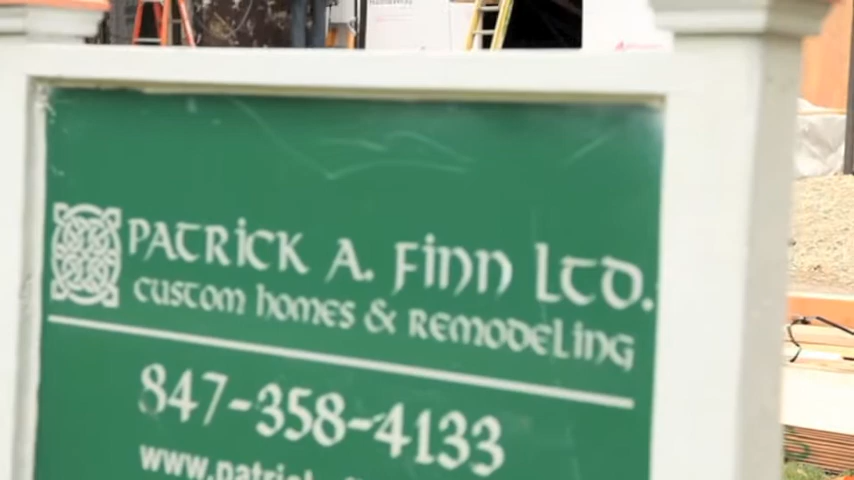 PATRICK A. FINN LTD.
CUSTOM HOMES & REMODELING
847-358-4133